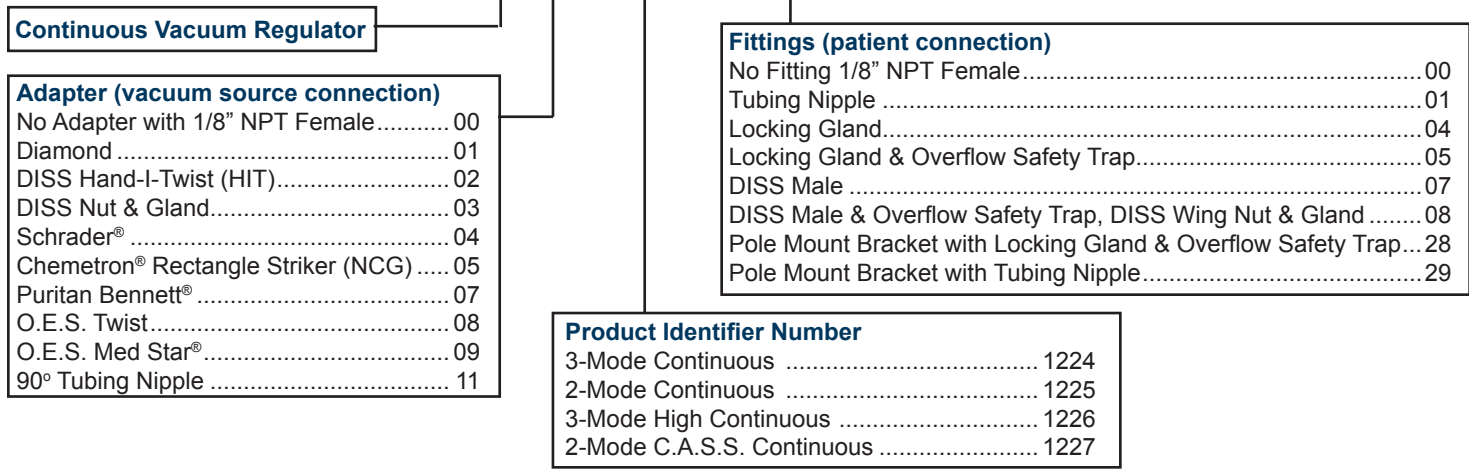 Continuous Vacuum Regulator
Adapter (vacuum source connection)
No Adapter with 1/8” NPT Female........... 00
Diamond ............................................. 01
DISS Hand-I-Twist (HIT)....................... 02
DISS Nut & Gland................................ 03
Schrader® .......................................... 04
Chemetron® Rectangle Striker (NCG) ..... 05
Puritan Bennett® ................................. 07
O.E.S. Twist......................................... 08
O.E.S. Med Star®................................. 09
90º Tubing Nipple ................................ 11
Fittings (patient connection)
No Fitting 1/8” NPT Female.......................................................00
Tubing Nipple ...........................................................................01
Locking Gland...........................................................................04
Locking Gland & Overflow Safety Trap........................................05
DISS Male ................................................................................07
DISS Male & Overflow Safety Trap, DISS Wing Nut & Gland ........08
Pole Mount Bracket with Locking Gland & Overflow Safety Trap...28
Pole Mount Bracket with Tubing Nipple.......................................29
Product Identifier Number
3-Mode Continuous ................................... 1224
2-Mode Continuous ................................... 1225
3-Mode High Continuous ........................... 1226
2-Mode C.A.S.S. Continuous ...................... 1227